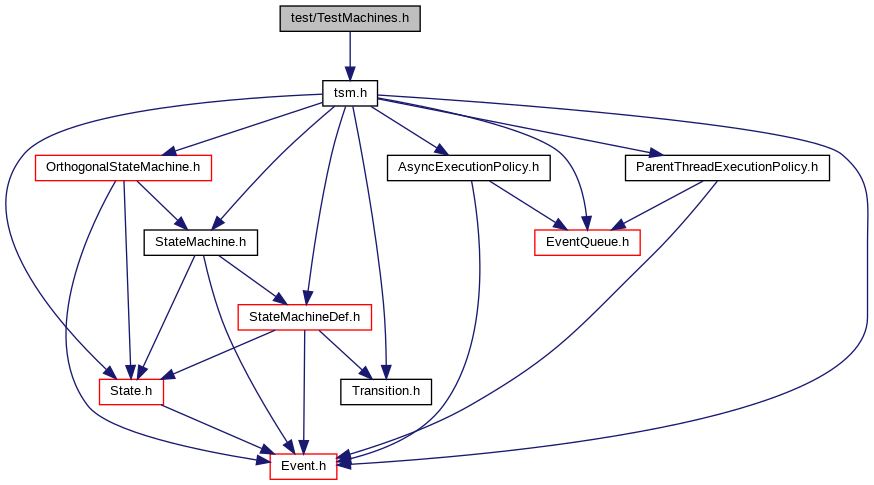 test/TestMachines.h
tsm.h
OrthogonalStateMachine.h
AsyncExecutionPolicy.h
ParentThreadExecutionPolicy.h
StateMachine.h
EventQueue.h
StateMachineDef.h
State.h
Transition.h
Event.h